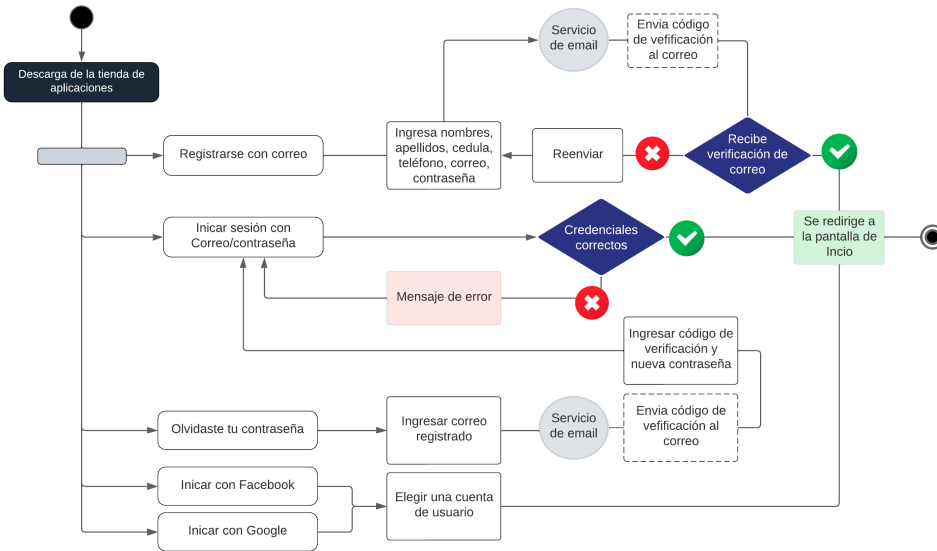 Descarga de la tienda de
aplicaciones
Servicio
de email
Envia código
de vefificación
al correo
Registrarse con correo
Ingresa nombres,
apellidos, cedula,
teléfono, correo,
contraseña
Reenviar
Recibe
verificación de
correo
Inicar sesión con
Correo/contraseña
Credenciales
correctos
Se redirige a
la pantalla de
Incio
Mensaje de error
Ingresar código de
verificación y
nueva contraseña
Olvidaste tu contraseña
Ingresar correo
registrado
Servicio
de email
Envia código de
vefificación al
correo
Inicar con Facebook
Elegir una cuenta
de usuario
Inicar con Google